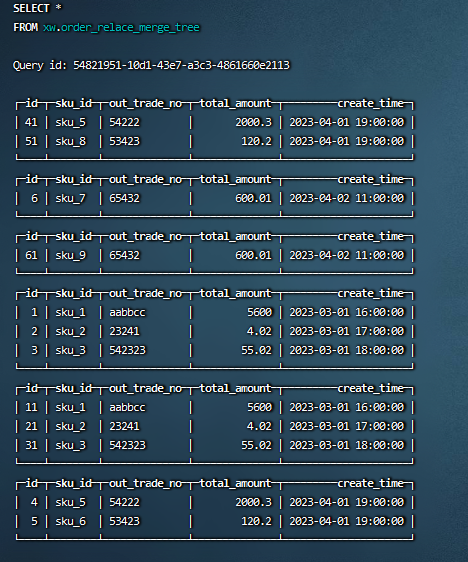 SELECT *
FROM xw.order_relace_merge_tree
Query id: 54821951-10d1-43e7-a3c3-4861660e2113
id sku_id out_trade_no total_amount create_time
41 sku_5 54222 2000.3 2023-04-01 19:00:00
51 sku_8 53423 120.2 2023-04-01 19:00:00
id sku_id out_trade_no total_amount create_time
6 sku_7 65432 600.01 2023-04-02 11:00:00
id sku_id out_trade_no total_amount create_time
61 sku_9 65432 600.01 2023-04-02 11:00:00
id sku_id out_trade_no total_amount create_time
1 sku_1 aabbcc 5600 2023-03-01 16:00:00
2 sku_2 23241 4.02 2023-03-01 17:00:00
3 sku_3 542323 55.02 2023-03-01 18:00:00
id sku_id out_trade_no total_amount create_time
11 sku_1 aabbcc 5600 2023-03-01 16:00:00
21 sku_2 23241 4.02 2023-03-01 17:00:00
31 sku_3 542323 55.02 2023-03-01 18:00:00
id sku_id out_trade_no total_amount create_time
4 sku_5 54222 2000.3 2023-04-01 19:00:00
5 sku_6 53423 120.2 2023-04-01 19:00:00